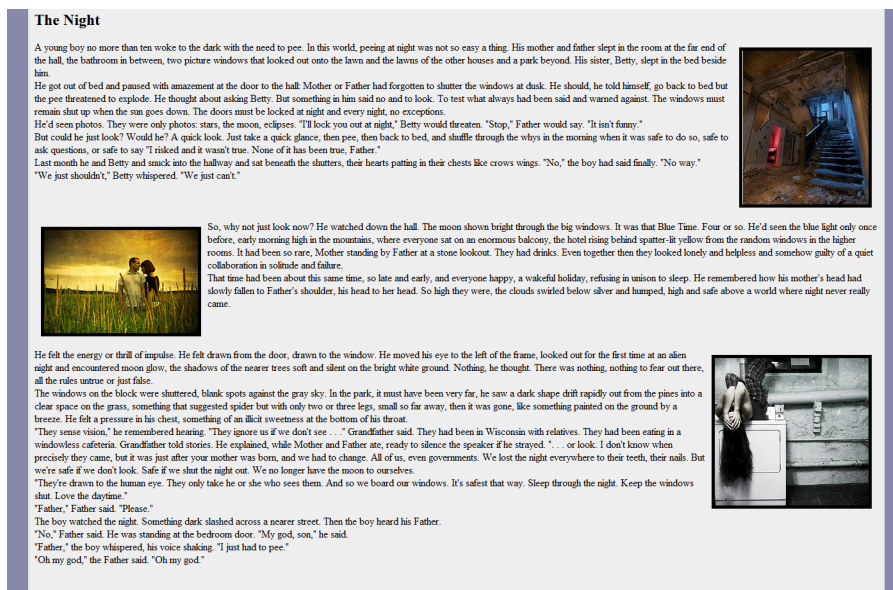 The Night
A young boy no more than ten woke to the dark with the need to pee. In this world, peeing at night was not so easy a thing. His mother and father slept in the room at the far end of
the hall, the bathroom in between, two picture windows that looked out onto the lawn and the lawns of the other houses and a park beyond. His sister, Betty, slept in the bed beside
him.
He got out of bed and paused with amazement at the door to the hall: Mother or Father had forgotten to shutter the windows at dusk. He should, he told himself, go back to bed but
the pee threatened to explode. He thought about asking Betty. But something in him said no and to look. To test what always had been said and warned against. The windows must
remain shut up when the sun goes down. The doors must be locked at night and every night, no exceptions.
He'd seen photos. They were only photos: stars, the moon, eclipses. "I'll lock you out at night," Betty would threaten. "Stop," Father would say. "It isn't funny."
But could he just look? Would he? A quick look. Just take a quick glance, then pee, then back to bed, and shuffle through the whys in the morning when it was safe to do so, safe to
ask questions, or safe to say "I risked and it wasn't true. None of it has been true, Father."
Last month he and Betty and snuck into the hallway and sat beneath the shutters, their hearts patting in their chests like crows wings. "No," the boy had said finally. "No way."
"We just shouldn't," Betty whispered. "We just can't."
So, why not just look now? He watched down the hall. The moon shown bright through the big windows. It was that Blue Time. Four or so. He'd seen the blue light only once
before, early morning high in the mountains, where everyone sat on an enormous balcony, the hotel rising behind spatter-lit yellow from the random windows in the higher
rooms. It had been so rare, Mother standing by Father at a stone lookout. They had drinks. Even together then they looked lonely and helpless and somehow guilty of a quiet
collaboration in solitude and failure.
That time had been about this same time, so late and early, and everyone happy, a wakeful holiday, refusing in unison to sleep. He remembered how his mother's head had
slowly fallen to Father's shoulder, his head to her head. So high they were, the clouds swirled below silver and humped, high and safe above a world where night never really
came.
He felt the energy or thrill of impulse. He felt drawn from the door, drawn to the window. He moved his eye to the left of the frame, looked out for the first time at an alien
night and encountered moon glow, the shadows of the nearer trees soft and silent on the bright white ground. Nothing, he thought. There was nothing, nothing to fear out there,
all the rules untrue or just false.
The windows on the block were shuttered, blank spots against the gray sky. In the park, it must have been very far, he saw a dark shape drift rapidly out from the pines into a
clear space on the grass, something that suggested spider but with only two or three legs, small so far away, then it was gone, like something painted on the ground by a
breeze. He felt a pressure in his chest, something of an illicit sweetness at the bottom of his throat.
"They sense vision," he remembered hearing. "They ignore us if we don't see . . ." Grandfather said. They had been in Wisconsin with relatives. They had been eating in a
windowless cafeteria. Grandfather told stories. He explained, while Mother and Father ate, ready to silence the speaker if he strayed. ". . . or look. I don't know when
precisely they came, but it was just after your mother was born, and we had to change. All of us, even governments. We lost the night everywhere to their teeth, their nails. But
we're safe if we don't look. Safe if we shut the night out. We no longer have the moon to ourselves.
"They're drawn to the human eye. They only take he or she who sees them. And so we board our windows. It's safest that way. Sleep through the night. Keep the windows
shut. Love the daytime."
"Father," Father said. "Please."
The boy watched the night. Something dark slashed across a nearer street. Then the boy heard his Father.
"No," Father said. He was standing at the bedroom door. "My god, son," he said.
"Father," the boy whispered, his voice shaking. "I just had to pee."
"Oh my god," the Father said. "Oh my god."